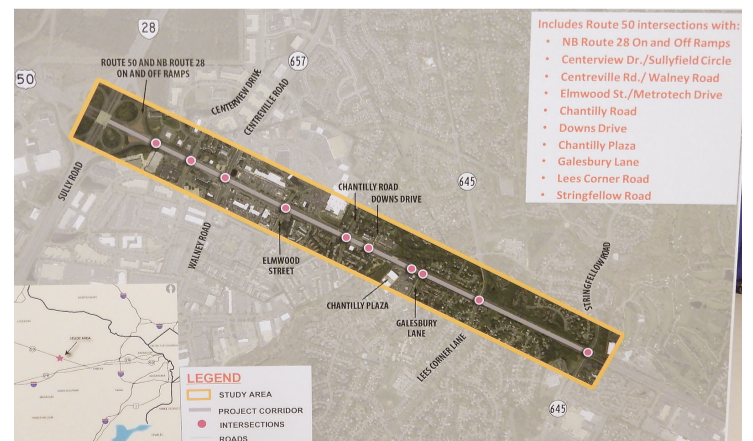 Includes Route 50 intersections with:
• NB Route 28 On and Off Ramps
• Centerview Dr./Sullyfield Circle
• Centreville Rd./ Walney Road
• Elmwood St./Metrotech Drive
• Chantilly Road
• Downs Drive
• Chantilly Plaza
• Galesbury Lane
• Lees Corner Road
• Stringfellow Road
28
50
657
ROUTE 50 AND NB ROUTE 28
ON AND OFF RAMPS
CENTERVIEW DRIVE
CENTREVILLE ROAD
SULLY ROAD
WALNEY ROAD
ELMWOOD
STREET
CHANTILLY ROAD
DOWNS DRIVE
645
CHANTILLY PLAZA
GALESBURY
LANE
LEES CORNER LANE
STRINGFELLOW ROAD
645
LEGEND
STUDY AREA
PROJECT CORRIDOR
INTERSECTIONS
ROADS